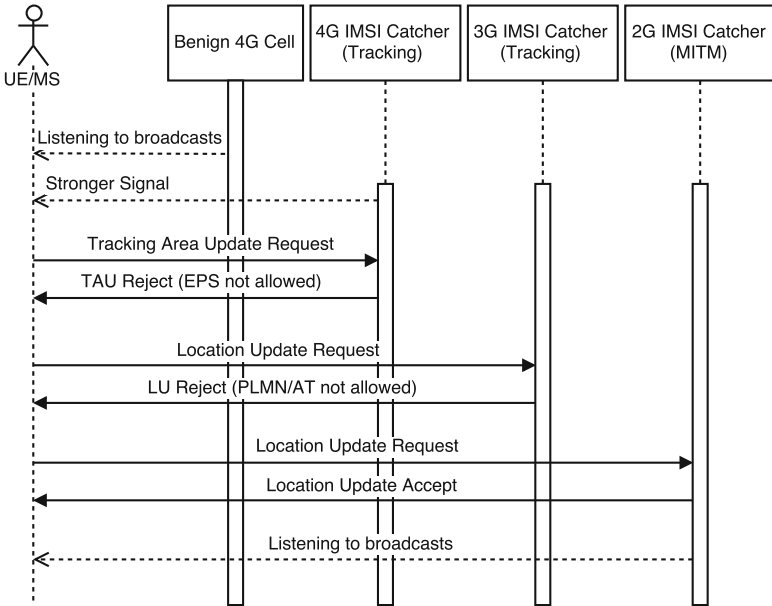 UE/MS
Benign 4G Cell
4G IMSI Catcher
(Tracking)
3G IMSI Catcher
(Tracking)
2G IMSI Catcher
(MITM)
Listening to broadcasts
Stronger Signal
Tracking Area Update Request
TAU Reject (EPS not allowed)
Location Update Request
LU Reject (PLMN/AT not allowed)
Location Update Request
Location Update Accept
Listening to broadcasts